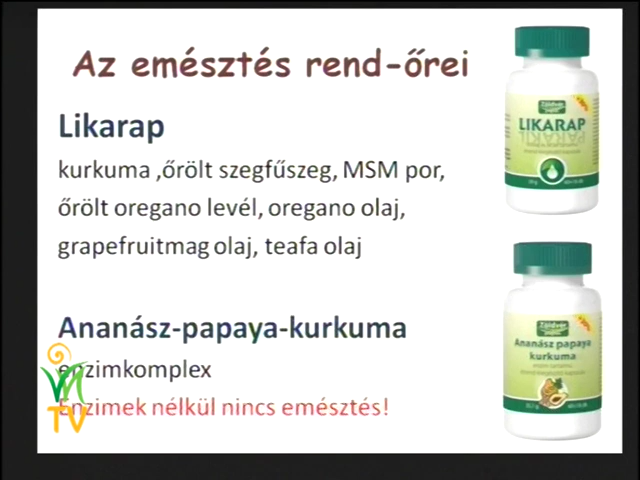 Az emésztés rend-őrei
Likarap
kurkuma ,őrölt szegfűszeg, MSM por,
őrölt oregano levél, oregano olaj,
grapefruitmag olaj, teafa olaj
Ananász-papaya-kurkuma
enzimkomplex
Enzimek nélkül nincs emésztés!
TV
LIKARAP
Ananász papaya
kurkuma